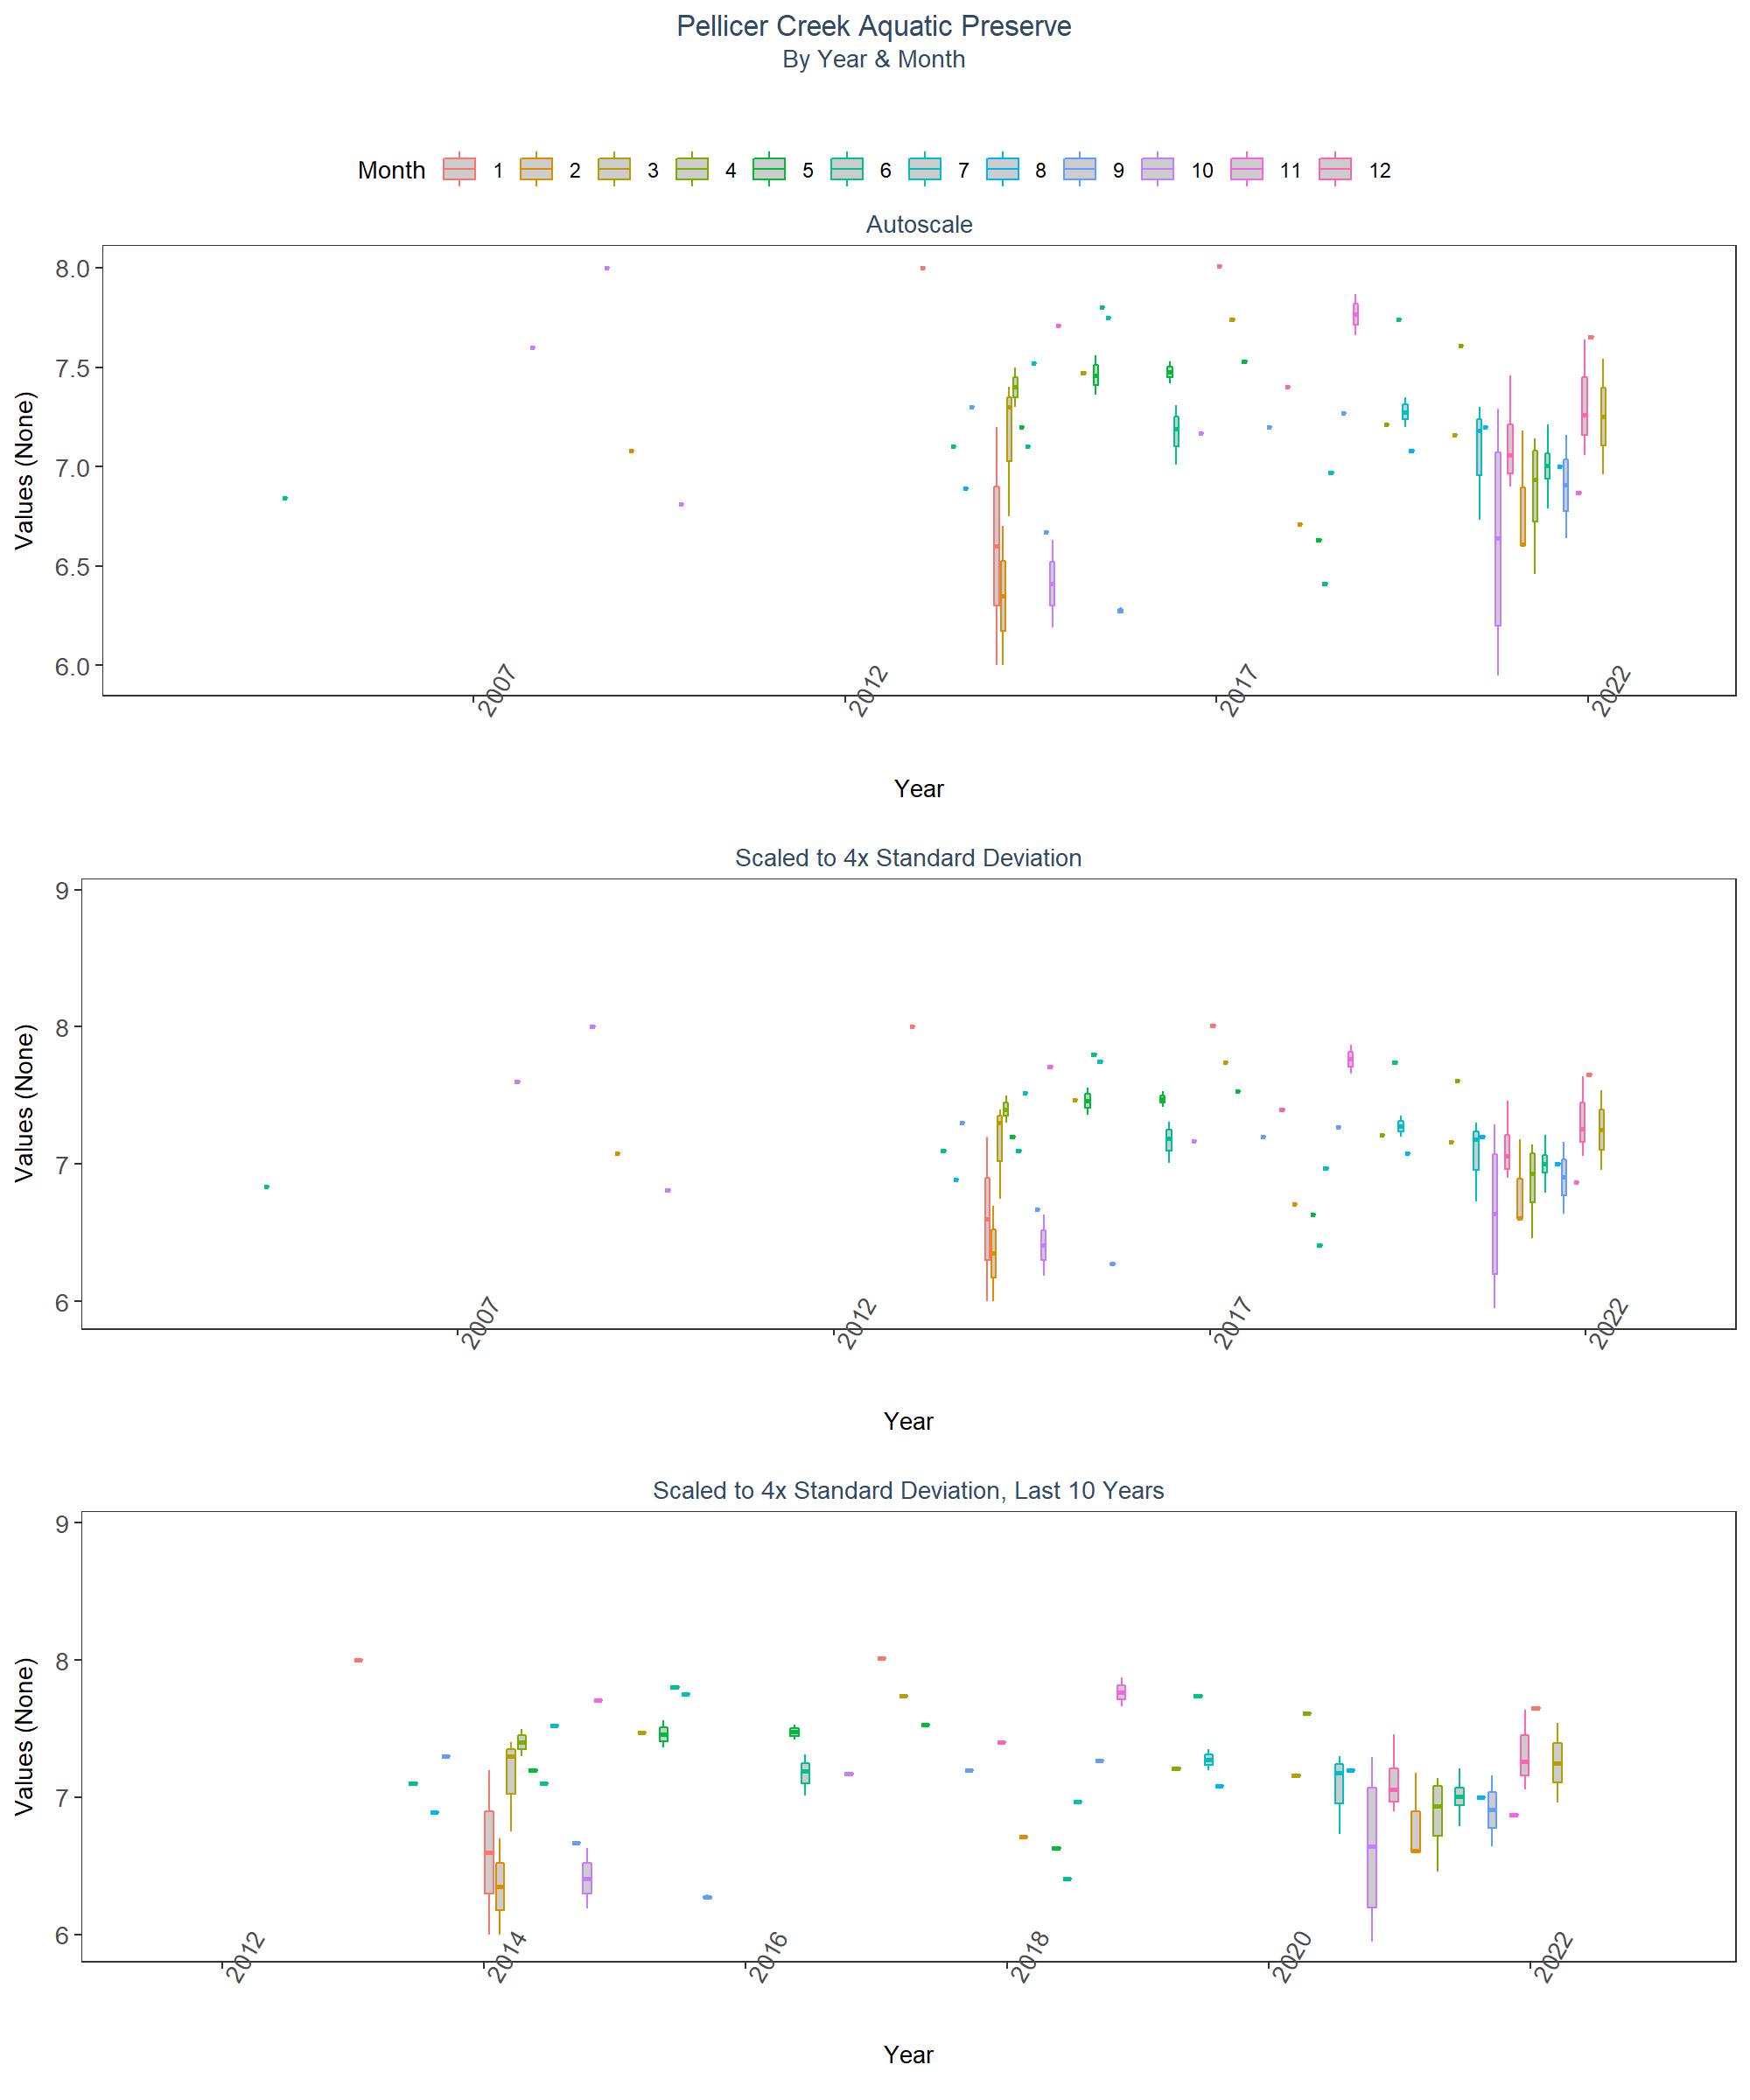 Pellicer Creek Aquatic Preserve
By Year & Month
Month 1 2 3 4 5 6 7 8 9 10 11 12
Autoscale
Values (None)
8.0
7.5
7.0
6.5
6.0
2007 2012 2017 2022
Year
Scaled to 4x Standard Deviation
Values (None)
9
8
7
6
2007 2012 2017 2022
Year
Scaled to 4x Standard Deviation, Last 10 Years
Values (None)
9
8
7
6
2012 2014 2016 2018 2020 2022
Year